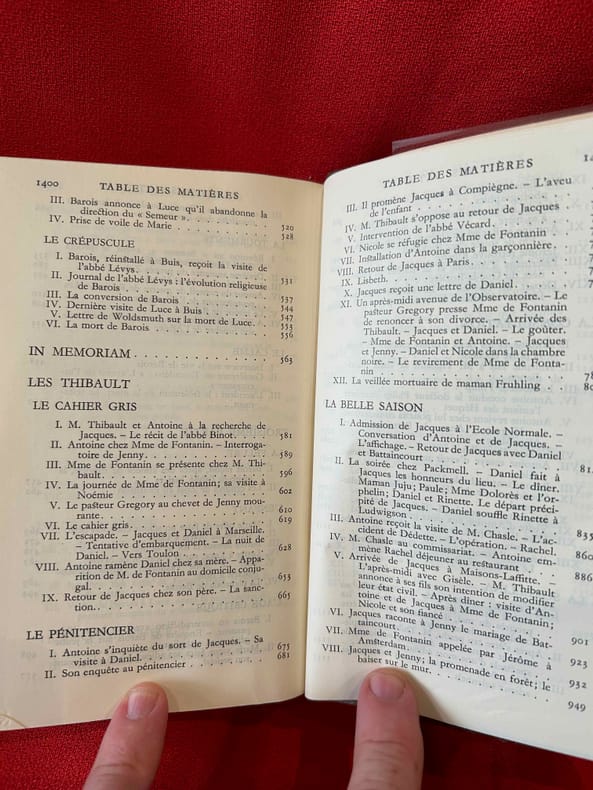 1400 TABLE DES MATIÈRES
III. Barois annonce à Luce qu'il abandonne la
direction du « Semeur » . . . . . . . . . . 520
IV. Prise de voile de Marie . . . . . . . . . . 528
LE CRÉPUSCULE
I. Barois, réinstallé à Buis, reçoit la visite de
l'abbé Lévys . . . . . . . . . . 531
II. Journal de l'abbé Lévys : l'évolution religieuse
de Barois . . . . . . . . . .
III. La conversion de Barois . . . . . . . . . . 537
IV. Dernière visite de Luce à Buis . . . . . . . 544
V. Lettre de Woldsmuth sur la mort de Luce. . 547
VI. La mort de Barois . . . . . . . . . . 553
556
IN MEMORIAM . . . . . . . . . . 563
LES THIBAULT
LE CAHIER GRIS
I. M. Thibault et Antoine à la recherche de
Jacques. – Le récit de l'abbé Binot. . . . . 581
II. Antoine chez Mme de Fontanin. – Interroga-
toire de Jenny . . . . . . . . . . 589
III. Mme de Fontanin se présente chez M. Thi-
bault. . . . . . . . . . . 596
IV. La journée de Mme de Fontanin; sa visite à
Noémie . . . . . . . . . . 602
V. Le pasteur Gregory au chevet de Jenny mou-
rante. . . . . . . . . . . 610
VI. Le cahier gris. . . . . . . . . . . 619
VII. L'escapade. – Jacques et Daniel à Marseille.
– Tentative d'embarquement. – La nuit de
Daniel. – Vers Toulon . . . . . . . . . . 628
VIII. Antoine ramène Daniel chez sa mère. – Appa-
rition de M. de Fontanin au domicile conju-
gal. . . . . . . . . . . 653
IX. Retour de Jacques chez son père. – La sanc-
tion. . . . . . . . . . . 665
LE PÉNITENCIER
I. Antoine s'inquiète du sort de Jacques. – Sa
visite à Daniel. . . . . . . . . . . 675
II. Son enquête au pénitencier . . . . . . . . . . 681
TABLE DES MATIÈRES
III. Il promène Jacques à Compiègne. – L'aveu
de l'enfant . . . . . . . . . .
IV. M. Thibault s'oppose au retour de Jacques
V. Intervention de l'abbé Vécard. . . . . . . .
VI. Nicole se réfugie chez Mme de Fontanin
VII. Installation d'Antoine dans la garçonnière.
VIII. Retour de Jacques à Paris. . . . . . . . . .
IX. Lisbeth. . . . . . . . . . .
X. Jacques reçoit une lettre de Daniel . . . . .
XI. Un après-midi avenue de l'Observatoire. – Le
pasteur Gregory presse Mme de Fontanin
de renoncer à son divorce. – Arrivée des
Thibault. – Jacques et Daniel. – Le goûter.
– Mme de Fontanin et Antoine. – Jacques
et Jenny. – Daniel et Nicole dans la chambre
noire. – Le revirement de Mme de Fonta-
nin . . . . . . . . . .
XII. La veillée mortuaire de maman Fruhling .
LA BELLE SAISON
I. Admission de Jacques à l'Ecole Normale. –
Conversation d'Antoine et de Jacques. –
L'affichage. – Retour de Jacques avec Daniel
et Battaincourt . . . . . . . . . .
II. La soirée chez Packmell. – Daniel fait à
Jacques les honneurs du lieu. – Le dîner.
Maman Juju; Paule; Mme Dolorès et l'or-
phelin; Daniel et Rinette. Le départ préci-
pité de Jacques. – Daniel souffle Rinette à
Ludwigson . . . . . . . . . .
III. Antoine reçoit la visite de M. Chasle. – L'ac-
cident de Dédette. – L'opération. – Rachel. 835
IV. M. Chasle au commissariat. – Antoine em-
mène Rachel déjeuner au restaurant . . . . 860
V. Arrivée de Jacques à Maisons-Laffitte. – 886
L'après-midi avec Gisèle. – M. Thibault
annonce à ses fils son intention de modifier
leur état civil. – Après dîner : visite d'An-
toine et de Jacques à Mme de Fontanin;
Nicole et son fiancé . . . . . . . . . .
VI. Jacques raconte à Jenny le mariage de Bat-
taincourt . . . . . . . . . . 901
VII. Mme de Fontanin appelée par Jérôme à
Amsterdam. . . . . . . . . . . 923
VIII. Jacques et Jenny; la promenade en forêt; le 932
baiser sur le mur. . . . . . . . . . .
949